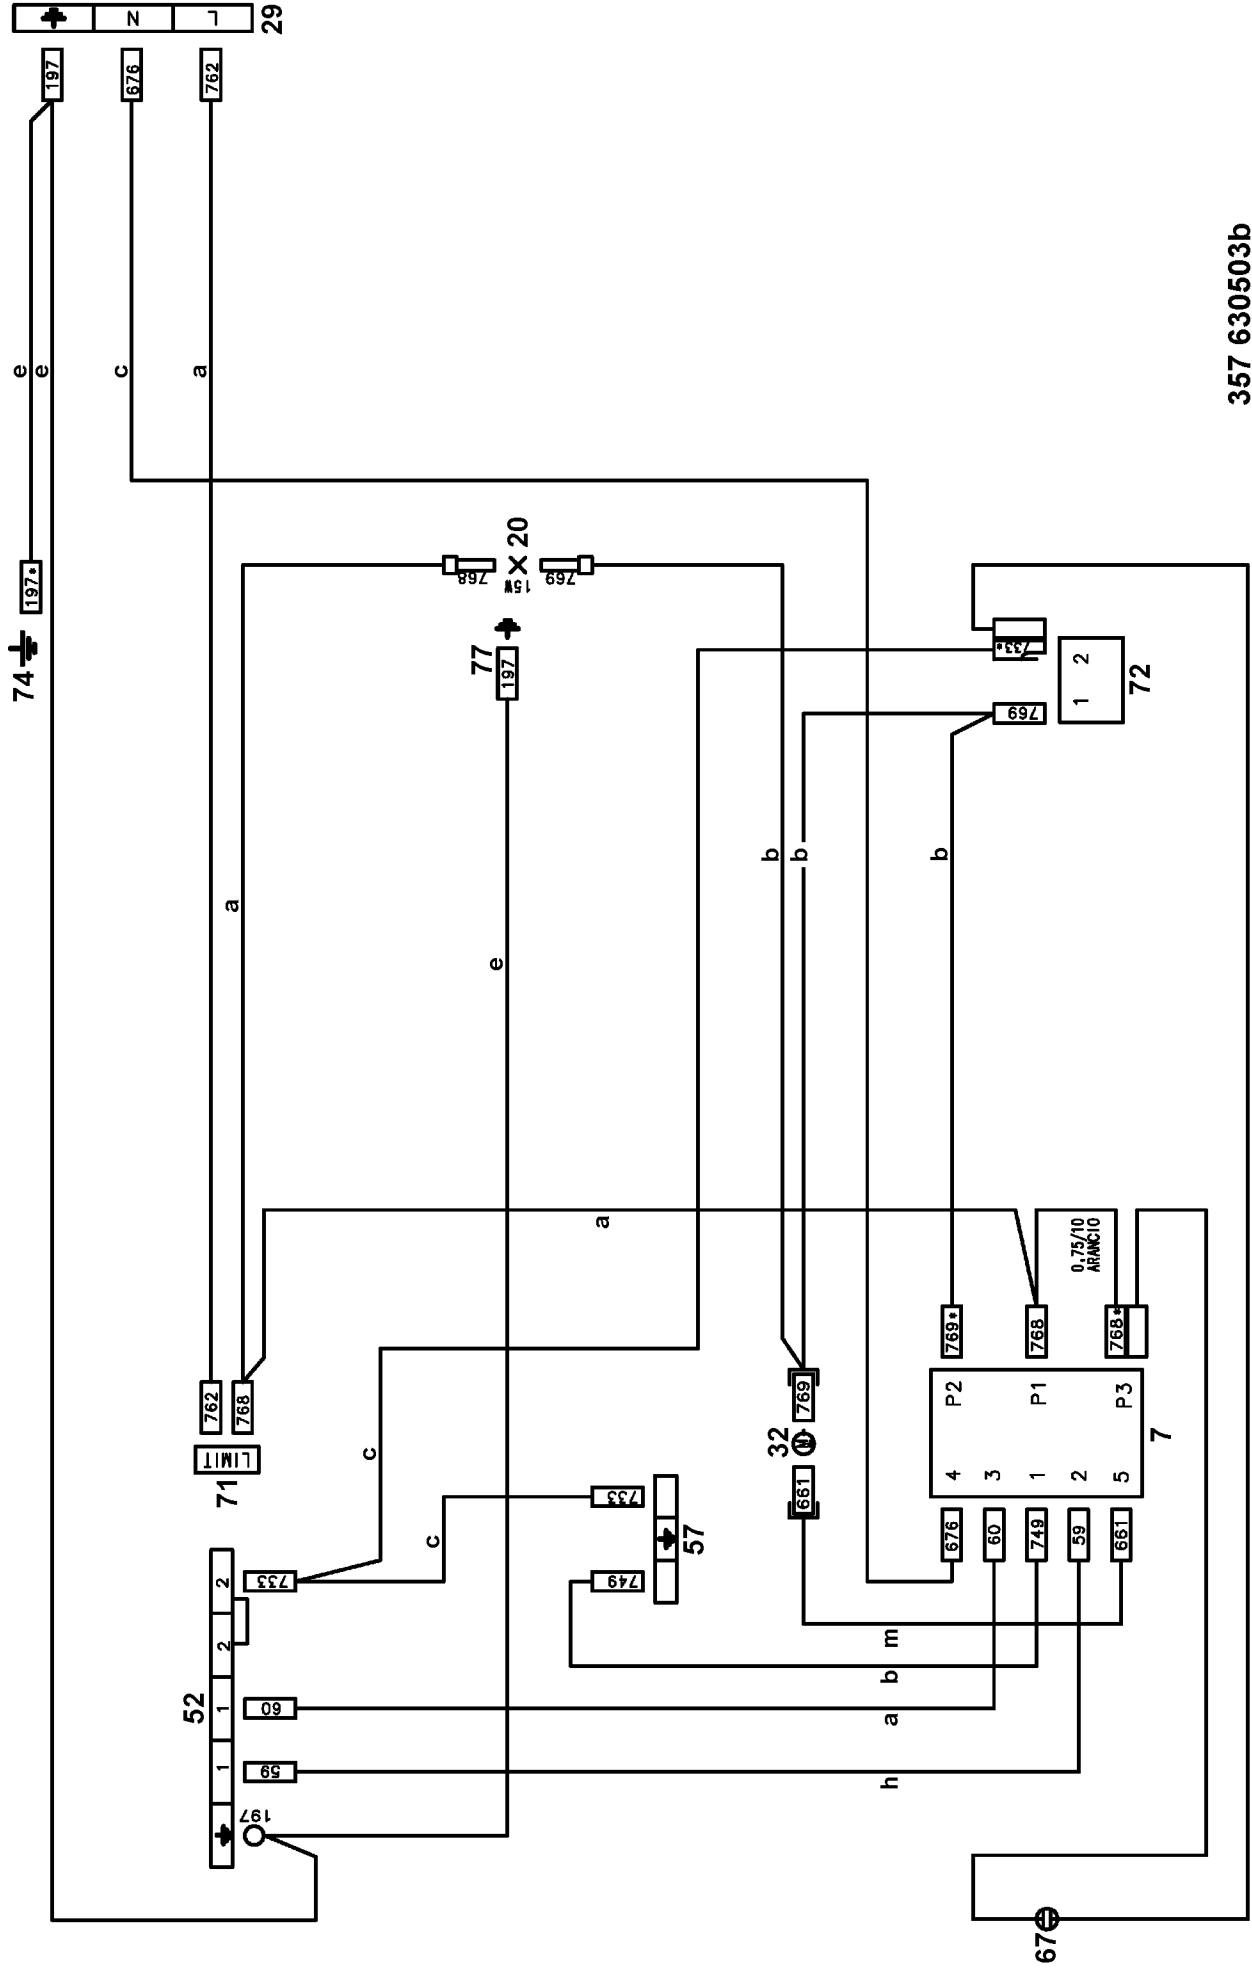 29
N
L
197
676
762
e
e
c
a
357 630503b
74
197*
768
20
15W
769
77
197
733*
1
2
72
769
a
b
b
b
e
a
0,75/10
ARANCIO
762
768
769*
768
768*
LIMIT
71
c
32
M
769
661
P2
P1
P3
4
3
1
2
5
7
c
733
749
57
676
60
749
59
661
52
2
2
1
1
733
60
59
197
m
b
a
h
67